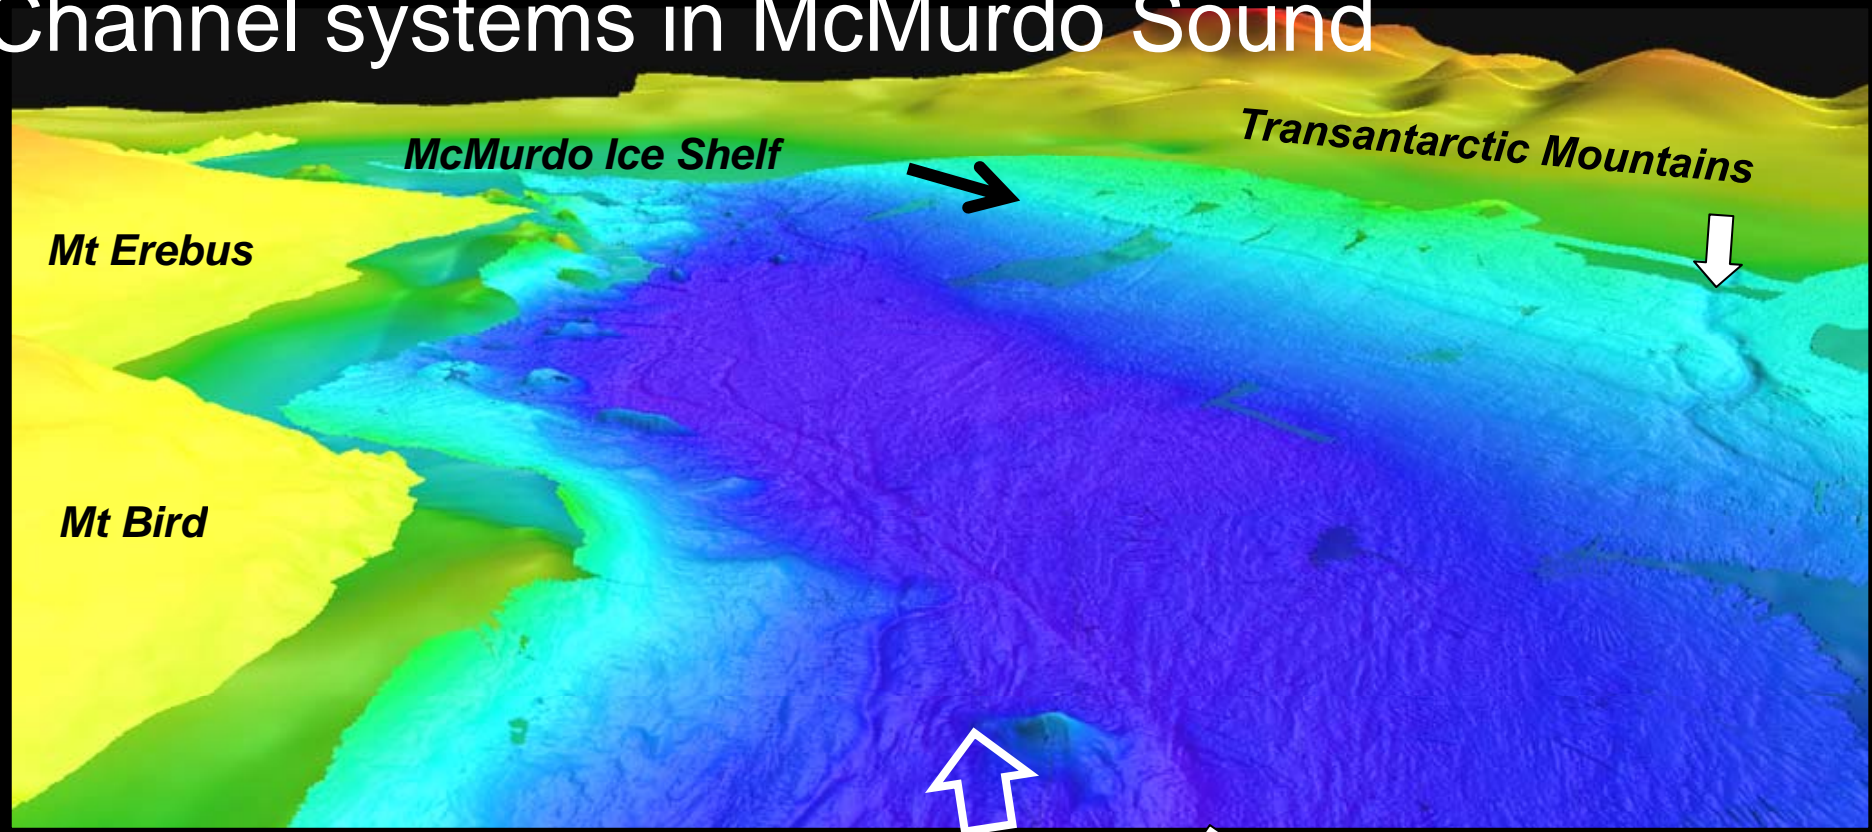 Channel systems in McMurdo Sound
McMurdo Ice Shelf
Transantarctic Mountains
Mt Erebus
Mt Bird